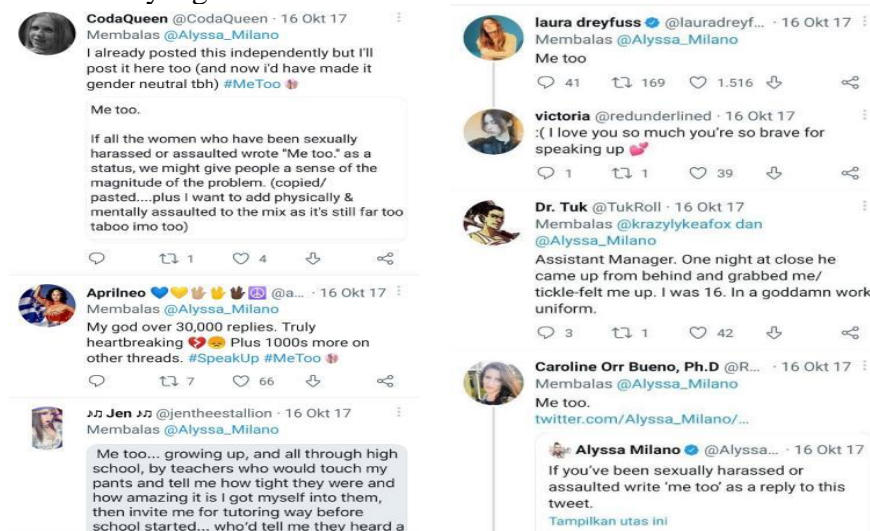 CodaQueen @CodaQueen · 16 Okt 17
Membalas @Alyssa_Milano
I already posted this independently but I'll
post it here too (and now i'd have made it
gender neutral tbh) #MeToo
Me too.
If all the women who have been sexually
harassed or assaulted wrote "Me too." as a
status, we might give people a sense of the
magnitude of the problem. (copied/
pasted....plus I want to add physically &
mentally assaulted to the mix as it's still far too
taboo imo too)
1 4
Aprilneo @a... · 16 Okt 17
Membalas @Alyssa_Milano
My god over 30,000 replies. Truly
heartbreaking Plus 1000s more on
other threads. #SpeakUp #MeToo
7 66
♪♫ Jen ♪♫ @jentheestallion · 16 Okt 17
Membalas @Alyssa_Milano
Me too... growing up, and all through high
school, by teachers who would touch my
pants and tell me how tight they were and
how amazing it is I got myself into them,
then invite me for tutoring way before
school started... who'd tell me they heard a
laura dreyfuss @lauradreyf... · 16 Okt 17
Membalas @Alyssa_Milano
Me too
41 169 1.516
victoria @redunderlined · 16 Okt 17
:( I love you so much you're so brave for
speaking up 💕
1 1 39
Dr. Tuk @TukRoll · 16 Okt 17
Membalas @krazylykeafox dan
@Alyssa_Milano
Assistant Manager. One night at close he
came up from behind and grabbed me/
tickle-felt me up. I was 16. In a goddamn work
uniform.
3 1 42
Caroline Orr Bueno, Ph.D @R... · 16 Okt 17
Membalas @Alyssa_Milano
Me too.
twitter.com/Alyssa_Milano/...
Alyssa Milano @Alyssa... · 16 Okt 17
If you've been sexually harassed or
assaulted write 'me too' as a reply to this
tweet.
Tampilkan utas ini